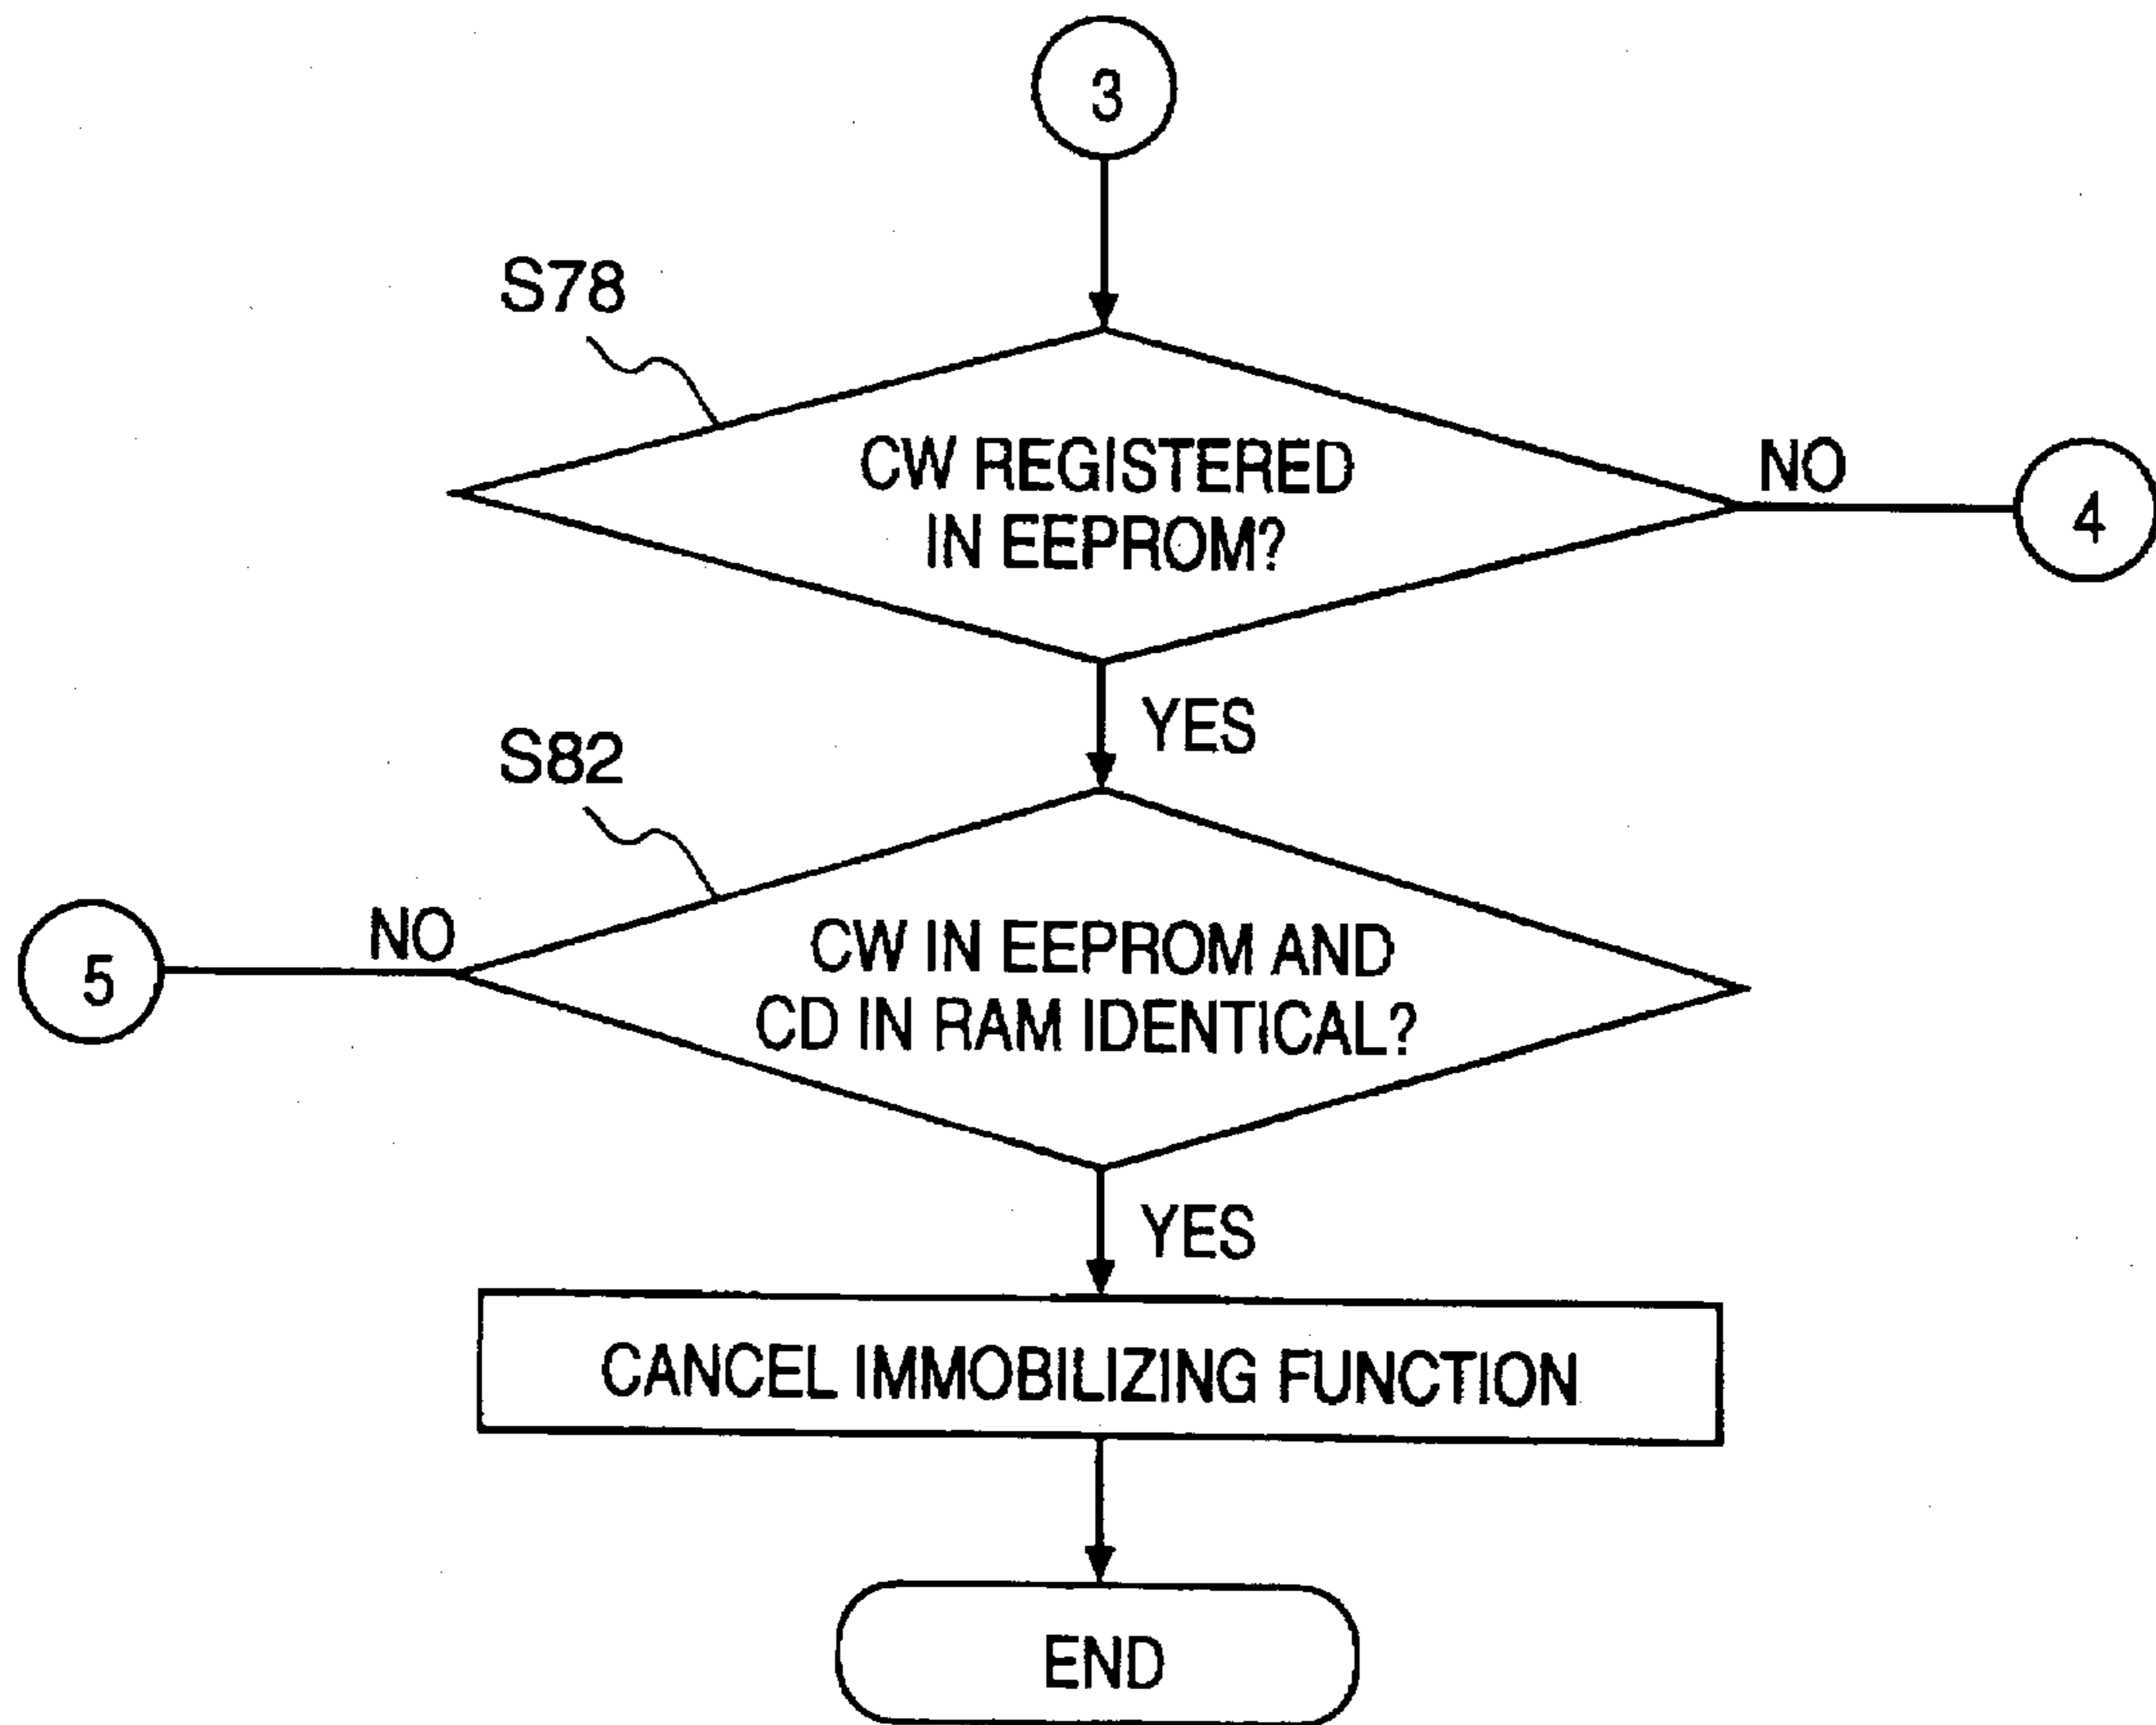 3
S78
CW REGISTERED
IN EEPROM?
NO
4
YES
S82
NO
5
CW IN EEPROM AND
CD IN RAM IDENTICAL?
YES
CANCEL IMMOBILIZING FUNCTION
END